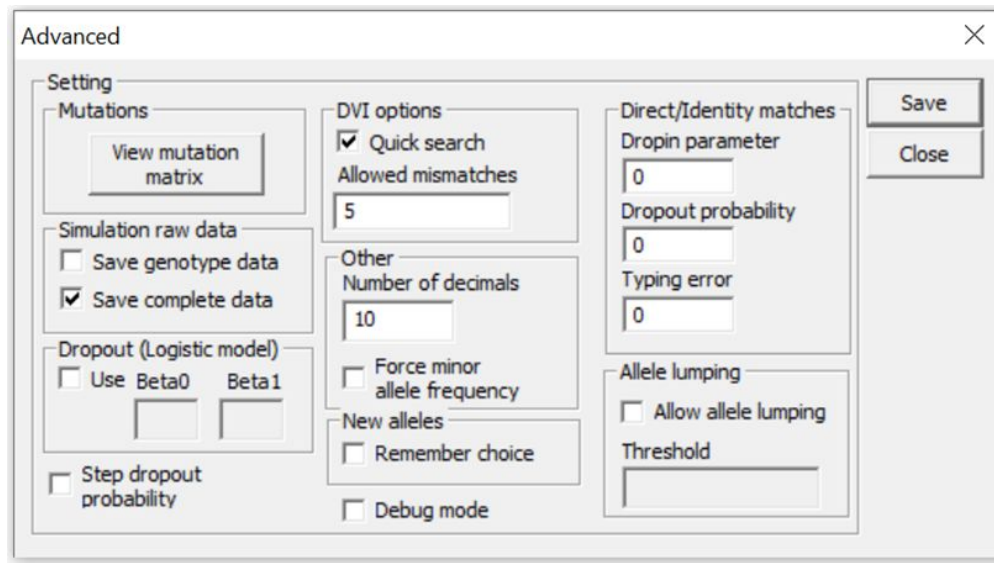 Advanced
Setting
Mutations
View mutation
matrix
Simulation raw data
Save genotype data
Save complete data
Dropout (Logistic model)
Use Beta0 Beta1
Step dropout
probability
DVI options
Quick search
Allowed mismatches
5
Other
Number of decimals
10
Force minor
allele frequency
New alleles
Remember choice
Debug mode
Direct/Identity matches
Dropin parameter
0
Dropout probability
0
Typing error
0
Allele lumping
Allow allele lumping
Threshold
Save
Close